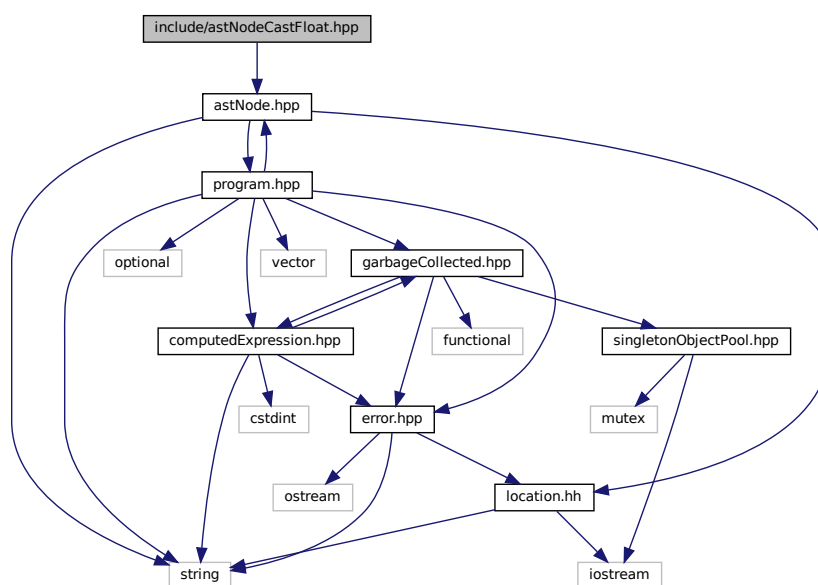 include/astNodeCastFloat.hpp
astNode.hpp
program.hpp
optional
vector
garbageCollected.hpp
computedExpression.hpp
functional
singletonObjectPool.hpp
cstdint
error.hpp
mutex
ostream
location.hh
string
iostream